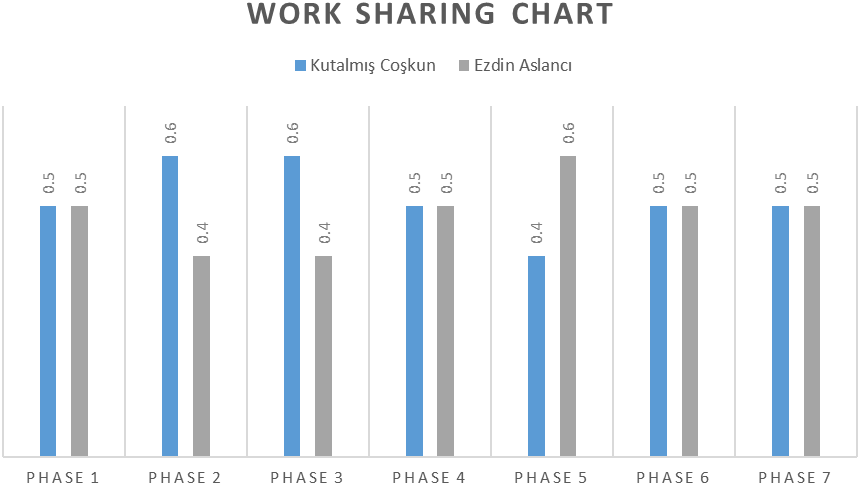 WORK SHARING CHART
Kutalmış Coşkun Ezdin Aslancı
0.5 0.5 0.6 0.4 0.6 0.4 0.5 0.5 0.4 0.6 0.5 0.5 0.5 0.5
PHASE 1 PHASE 2 PHASE 3 PHASE 4 PHASE 5 PHASE 6 PHASE 7